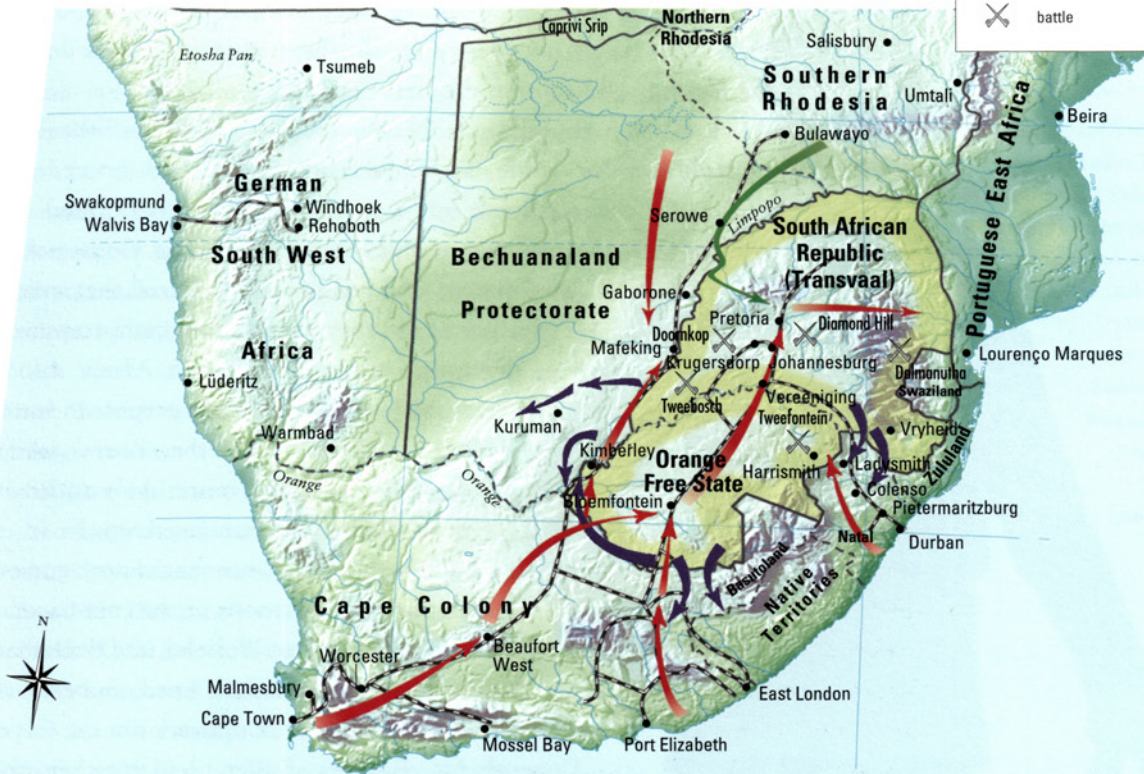 battle
Caprivi Srip
Northern
Rhodesia
Etosha Pan
Tsumeb
Salisbury
Southern
Rhodesia
Umtali
Beira
Bulawayo
Portuguese East Africa
German
South West
Africa
Swakopmund
Walvis Bay
Windhoek
Rehoboth
Serowe
Limpopo
South African
Republic
(Transvaal)
Bechuanaland
Protectorate
Gaborone
Pretoria
Diamond Hill
Doornkop
Mafeking
Krugersdorp
Johannesburg
Lourenço Marques
Dalmanutha
Swaziland
Lüderitz
Tweebosch
Vereeniging
Tweefontein
Kuruman
Vryheid
Warmbad
Zululand
Kimberley
Orange
Free State
Harrismith
Ladysmith
Orange
Orange
Colenso
Bloemfontein
Pietermaritzburg
Natal
Durban
Basutoland
Native
Territories
Cape Colony
N
Worcester
Beaufort
West
Malmesbury
East London
Cape Town
Mossel Bay
Port Elizabeth